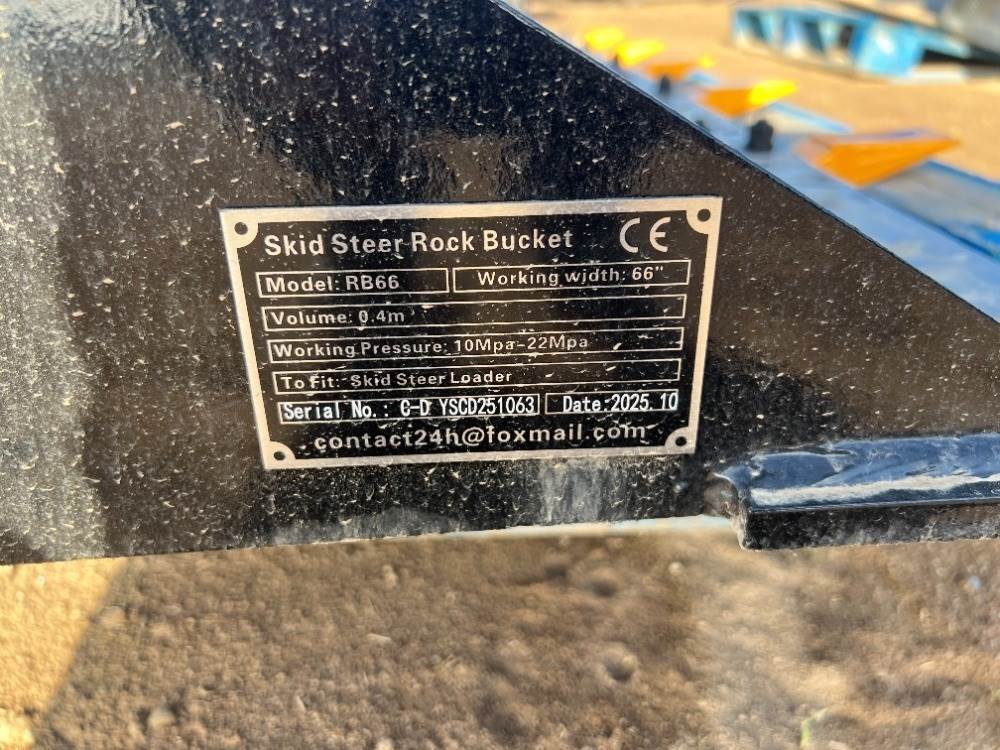 Skid Steer Rock Bucket CE
Model: RB66 Working width: 66"
Volume: 0.4m
Working Pressure: 10Mpa-22Mpa
To Fit: Skid Steer Loader
Serial No.: C-D YSCD251063 Date:2025.10
contact24h@foxmail.com